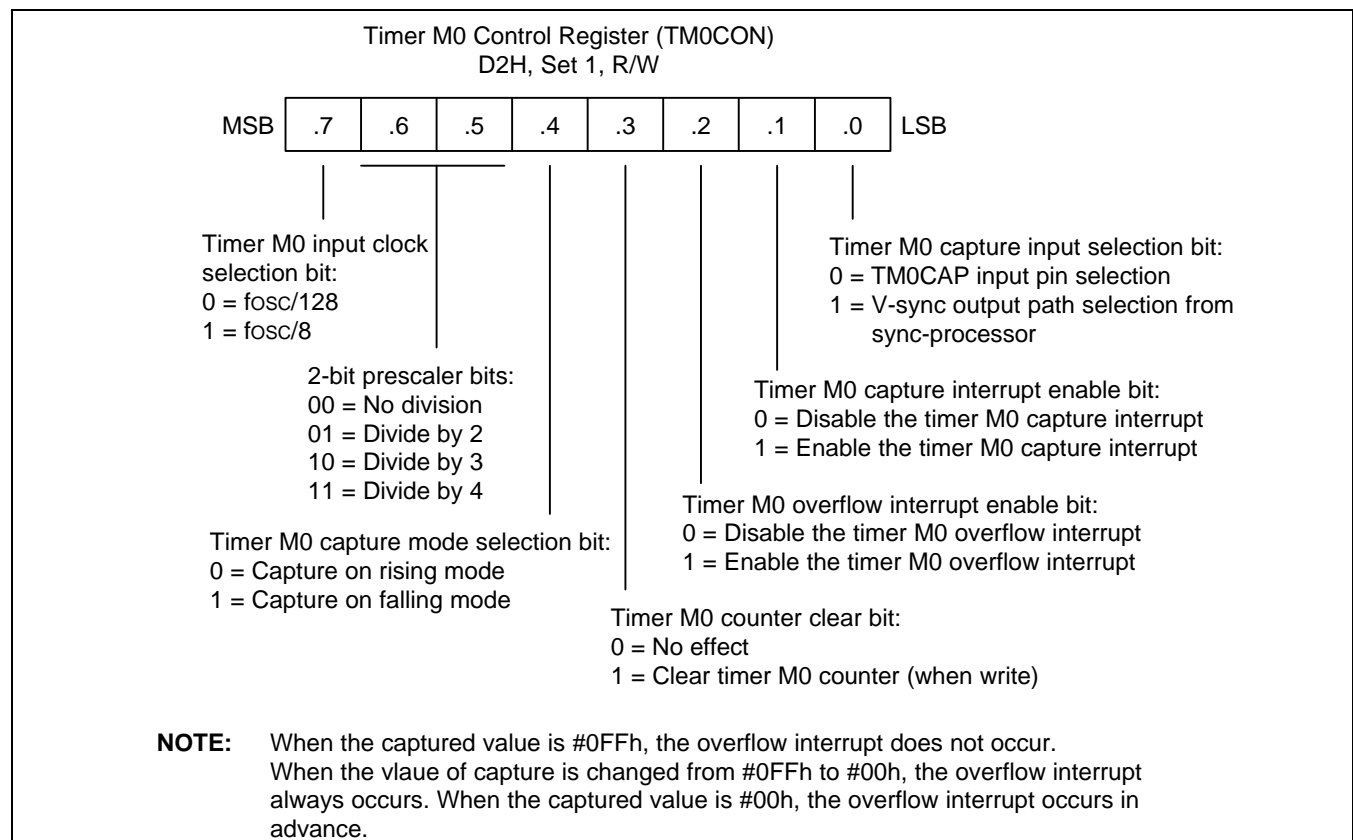 Timer M0 Control Register (TM0CON)
D2H, Set 1, R/W
MSB .7 .6 .5 .4 .3 .2 .1 .0 LSB
Timer M0 input clock
selection bit:
0 = fosc/128
1 = fosc/8
2-bit prescaler bits:
00 = No division
01 = Divide by 2
10 = Divide by 3
11 = Divide by 4
Timer M0 capture mode selection bit:
0 = Capture on rising mode
1 = Capture on falling mode
Timer M0 capture input selection bit:
0 = TM0CAP input pin selection
1 = V-sync output path selection from
sync-processor
Timer M0 capture interrupt enable bit:
0 = Disable the timer M0 capture interrupt
1 = Enable the timer M0 capture interrupt
Timer M0 overflow interrupt enable bit:
0 = Disable the timer M0 overflow interrupt
1 = Enable the timer M0 overflow interrupt
Timer M0 counter clear bit:
0 = No effect
1 = Clear timer M0 counter (when write)
NOTE: When the captured value is #0FFh, the overflow interrupt does not occur.
When the vlaue of capture is changed from #0FFh to #00h, the overflow interrupt
always occurs. When the captured value is #00h, the overflow interrupt occurs in
advance.